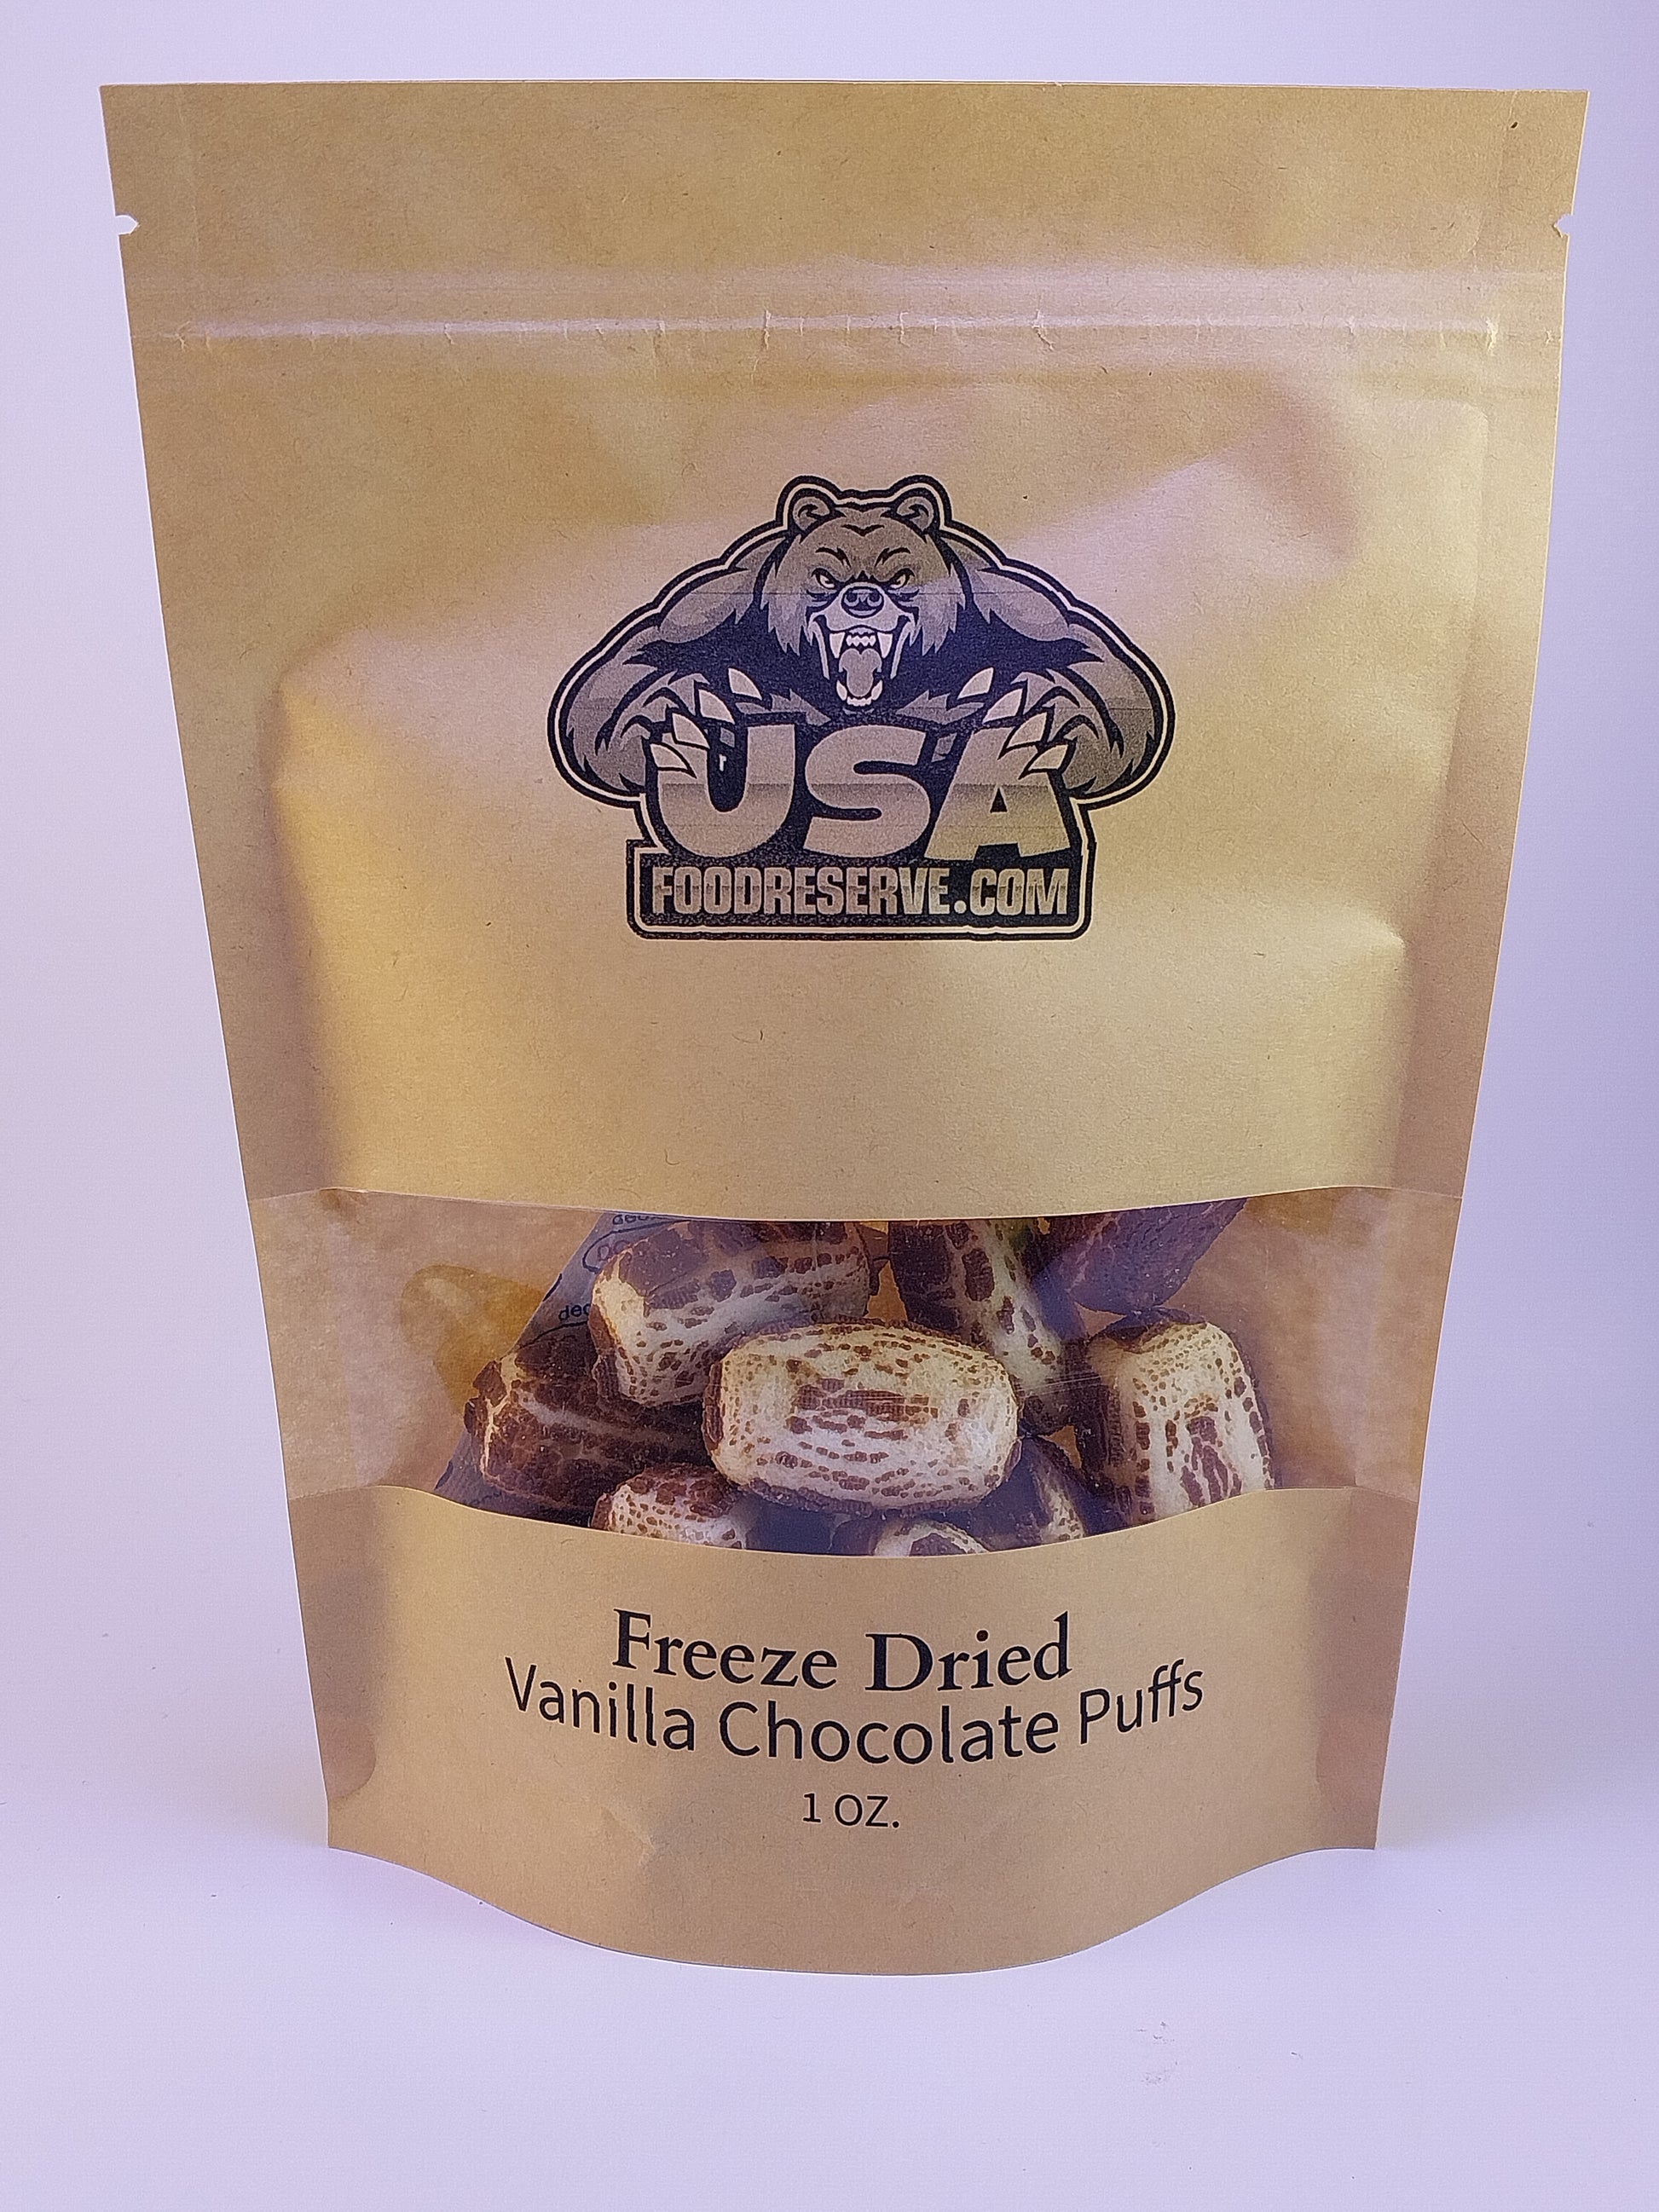 USA
FOODRESERVE.COM
Freeze Dried
Vanilla Chocolate Puffs
1 OZ.